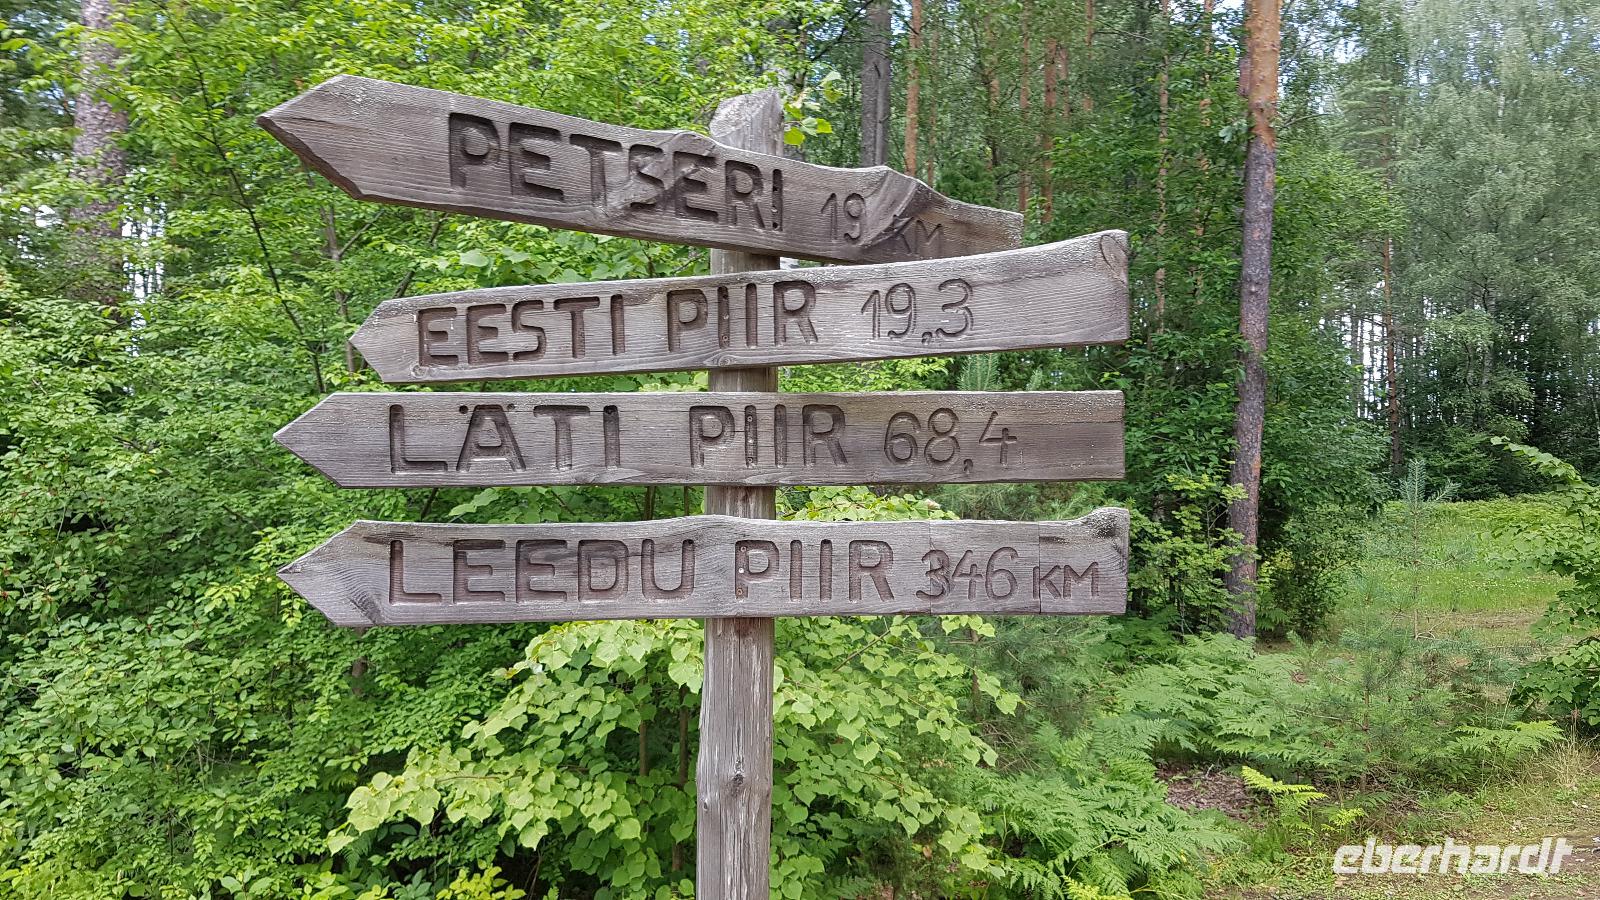 PETSERI 19 KM
EESTI PIIR 19,3
LÄTI PIIR 68,4
LEEDU PIIR 346 KM
eberhardt